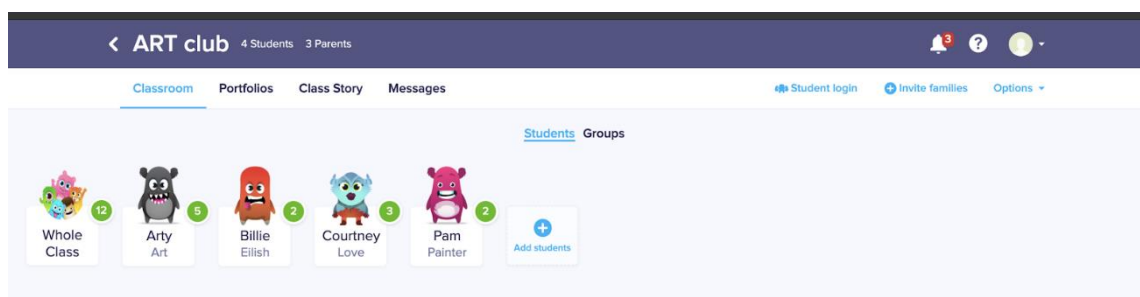 ART club 4 Students 3 Parents 3 ?
Classroom Portfolios Class Story Messages Student login Invite families Options
Students Groups
12 5 2 3 2
Whole Class
Arty Art
Billie Eilish
Courtney Love
Pam Painter
Add students